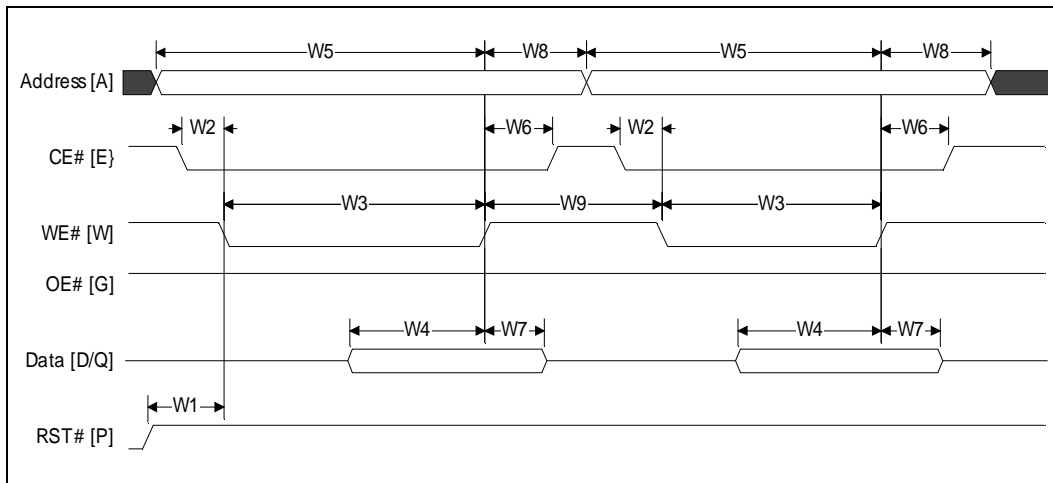 W5 W8 W5 W8
Address [A]
W2 W6 W2 W6
CE# [E}
W3 W9 W3
WE# [W]
OE# [G]
W4 W7 W4 W7
Data [D/Q]
W1
RST# [P]